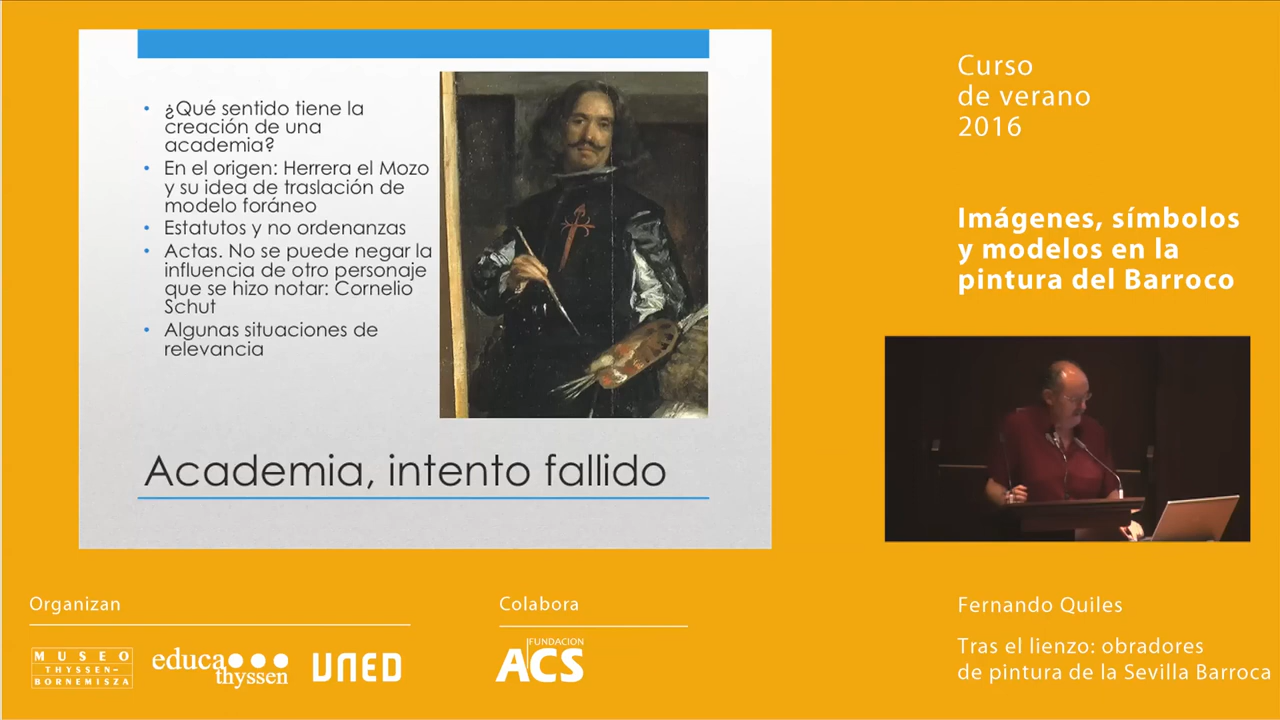 ¿Qué sentido tiene la
creación de una
academia?
En el origen: Herrera el Mozo
y su idea de traslación de
modelo foráneo
Estatutos y no ordenanzas
Actas. No se puede negar la
influencia de otro personaje
que se hizo notar: Cornelio
Schut
Algunas situaciones de
relevancia
Academia, intento fallido
Curso
de verano
2016
Imágenes, símbolos
y modelos en la
pintura del Barroco
Fernando Quiles
Tras el lienzo: obradores
de pintura de la Sevilla Barroca
Organizan
MUSEO
THYSSEN-
BORNEMISZA
educa
thyssen
UNED
Colabora
FUNDACION
ACS